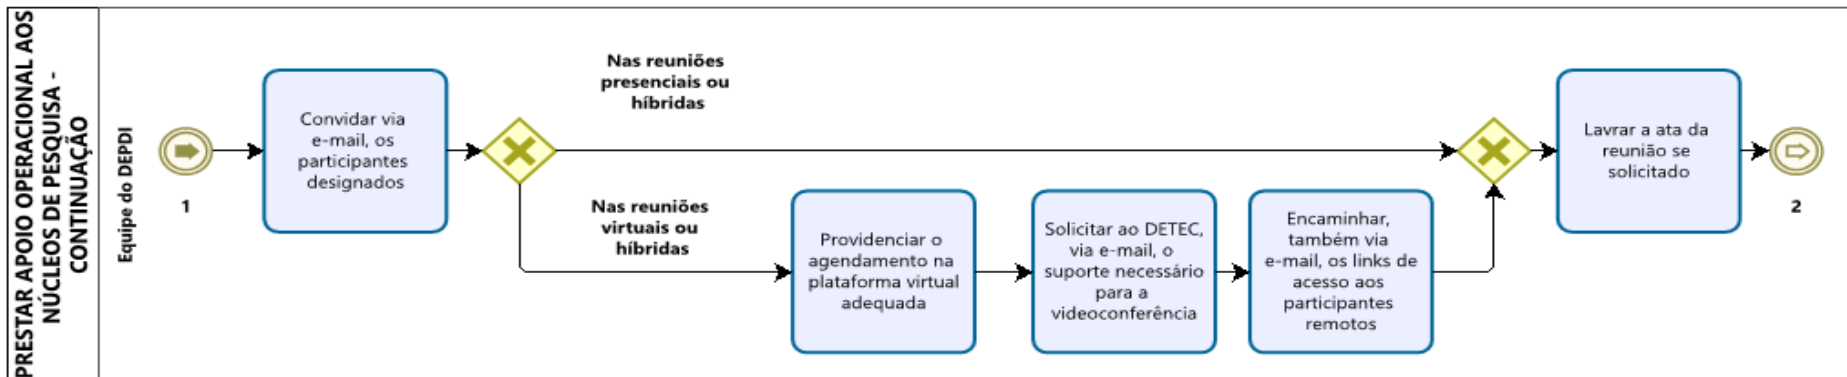 PRESTAR APOIO OPERACIONAL AOS
NÚCLEOS DE PESQUISA -
CONTINUAÇÃO
Equipe do DEPDI
1
Convidar via
e-mail, os
participantes
designados
Nas reuniões
presenciais ou
híbridas
Nas reuniões
virtuais ou
híbridas
Providenciar o
agendamento na
plataforma virtual
adequada
Solicitar ao DETEC,
via e-mail, o
suporte necessário
para a
videoconferência
Encaminhar,
também via
e-mail, os links de
acesso aos
participantes
remotos
Lavrar a ata da
reunião se
solicitado
2